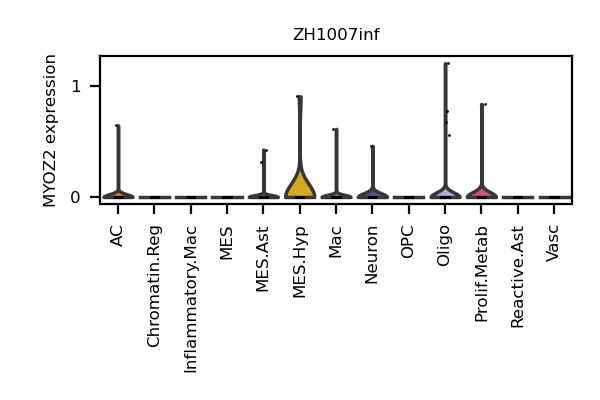 ZH1007inf
MYOZ2 expression
1
0
AC
Chromatin.Reg
Inflammatory.Mac
MES
MES.Ast
MES.Hyp
Mac
Neuron
OPC
Oligo
Prolif.Metab
Reactive.Ast
Vasc